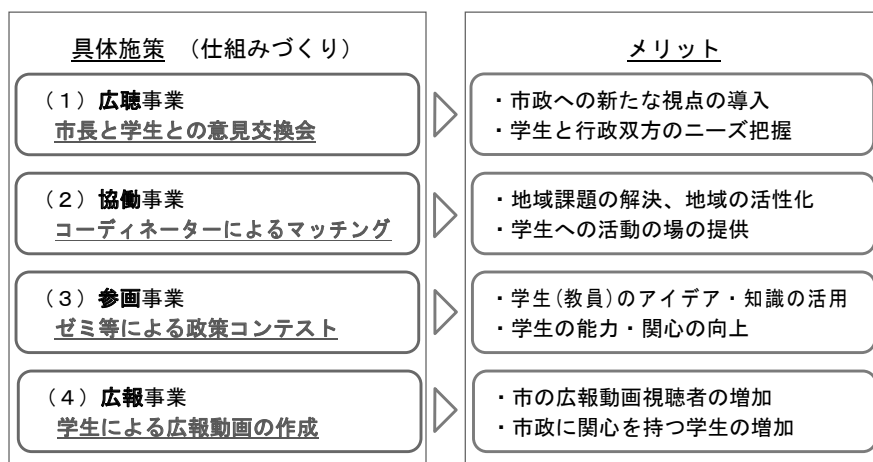 具体施策 （仕組みづくり）
メリット
（１）広聴事業
市長と学生との意見交換会
・市政への新たな視点の導入
・学生と行政双方のニーズ把握
（２）協働事業
コーディネーターによるマッチング
・地域課題の解決、地域の活性化
・学生への活動の場の提供
（３）参画事業
ゼミ等による政策コンテスト
・学生(教員)のアイデア・知識の活用
・学生の能力・関心の向上
（４）広報事業
学生による広報動画の作成
・市の広報動画視聴者の増加
・市政に関心を持つ学生の増加